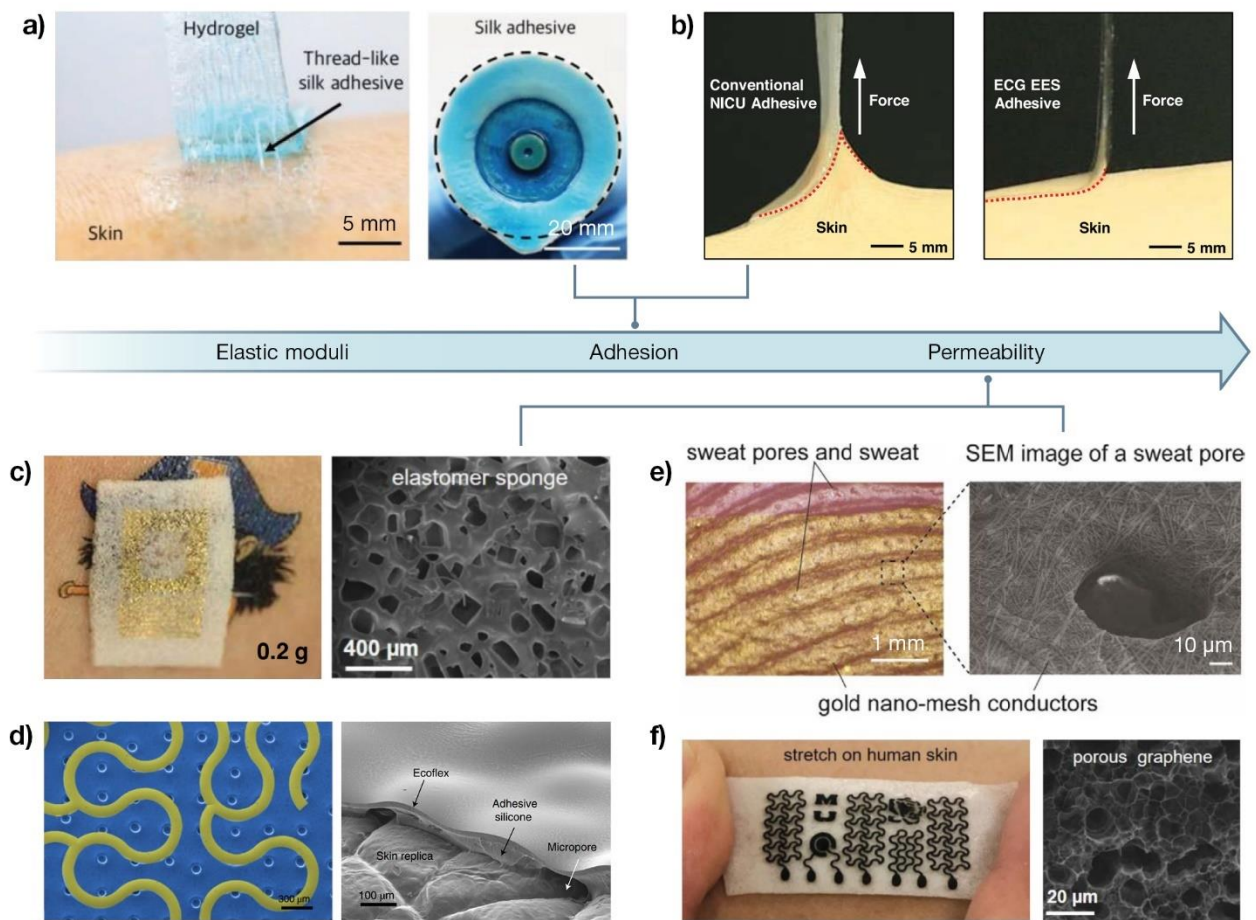 a)
Hydrogel
Thread-like
silk adhesive
Skin
5 mm
Silk adhesive
20 mm
b)
Conventional
NICU Adhesive
Force
Skin
5 mm
ECG EES
Adhesive
Force
Skin
5 mm
Elastic moduli
Adhesion
Permeability
c)
0.2 g
elastomer sponge
400 μm
e)
sweat pores and sweat
SEM image of a sweat pore
1 mm
10 μm
gold nano-mesh conductors
d)
300 μm
Ecoflex
Adhesive
silicone
Skin replica
Micropore
100 μm
f)
stretch on human skin
M
U
porous graphene
20 μm